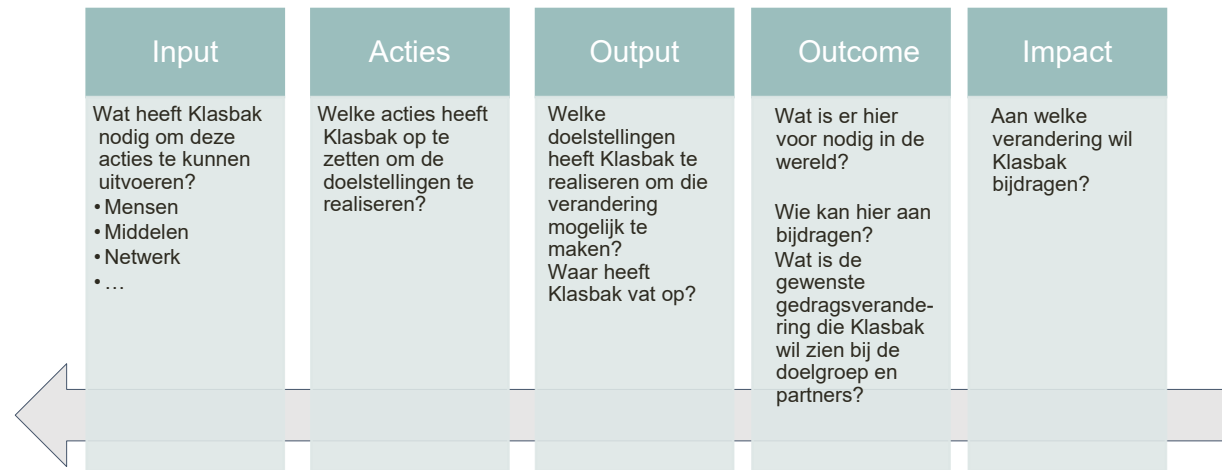 Input
Wat heeft Klasbak
nodig om deze
acties te kunnen
uitvoeren?
• Mensen
• Middelen
• Netwerk
• …
Acties
Welke acties heeft
Klasbak op te
zetten om de
doelstellingen te
realiseren?
Output
Welke
doelstellingen
heeft Klasbak te
realiseren om die
verandering
mogelijk te
maken?
Waar heeft
Klasbak vat op?
Outcome
Wat is er hier
voor nodig in de
wereld?
Wie kan hier aan
bijdragen?
Wat is de
gewenste
gedragsverande-
ring die Klasbak
wil zien bij de
doelgroep en
partners?
Impact
Aan welke
verandering wil
Klasbak
bijdragen?